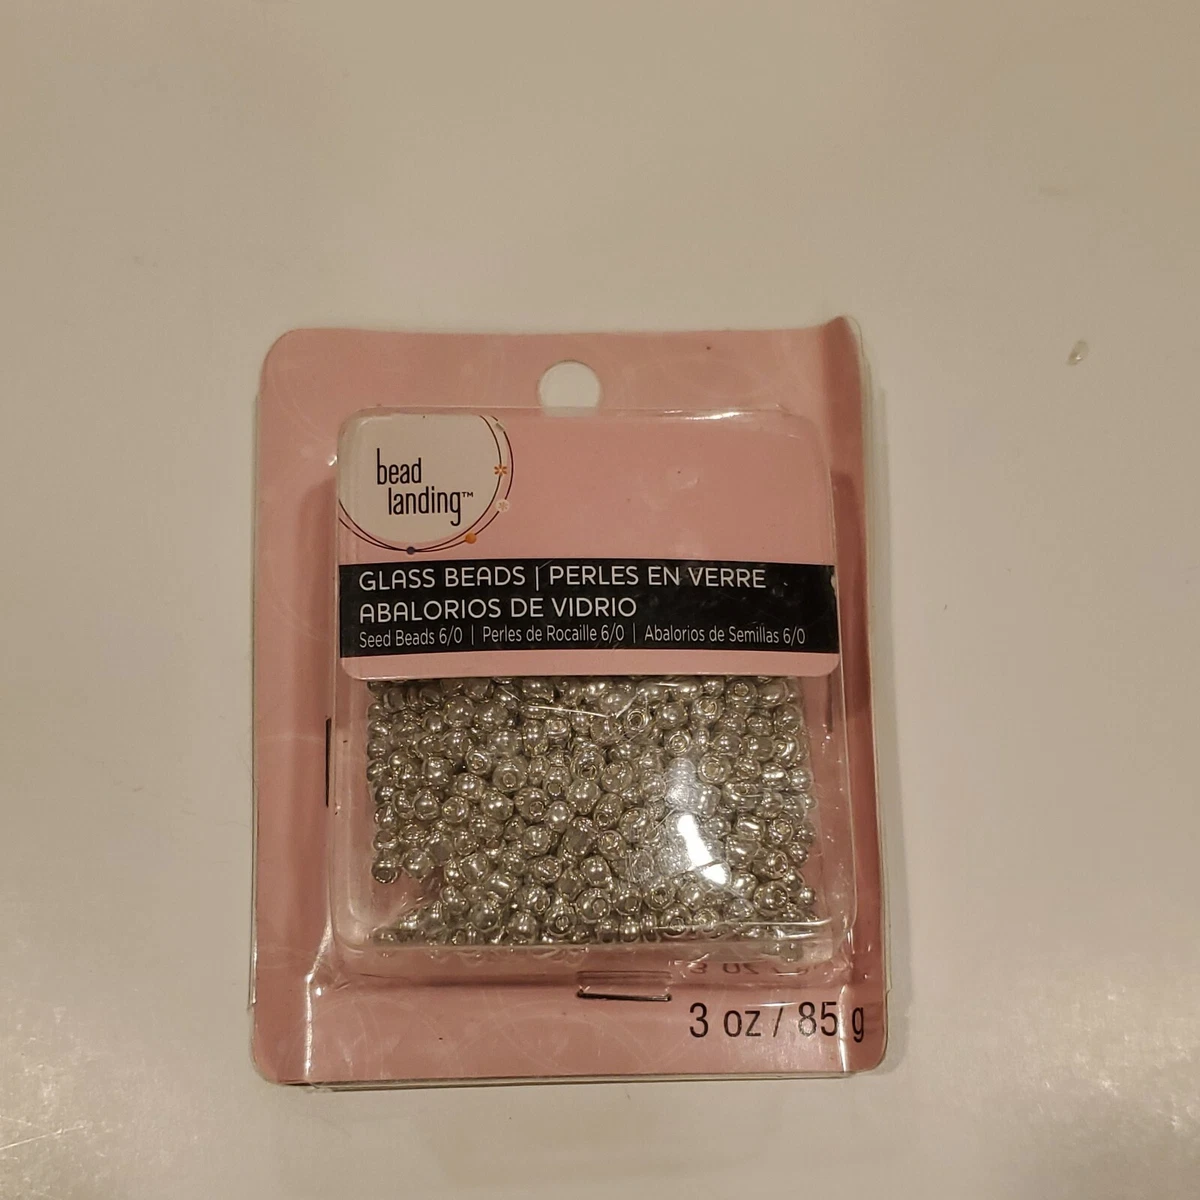 bead
landing™
GLASS BEADS | PERLES EN VERRE
ABALORIOS DE VIDRIO
Seed Beads 6/0 | Perles de Rocaille 6/0 | Abalorios de Semillas 6/0
3 oz / 85 g